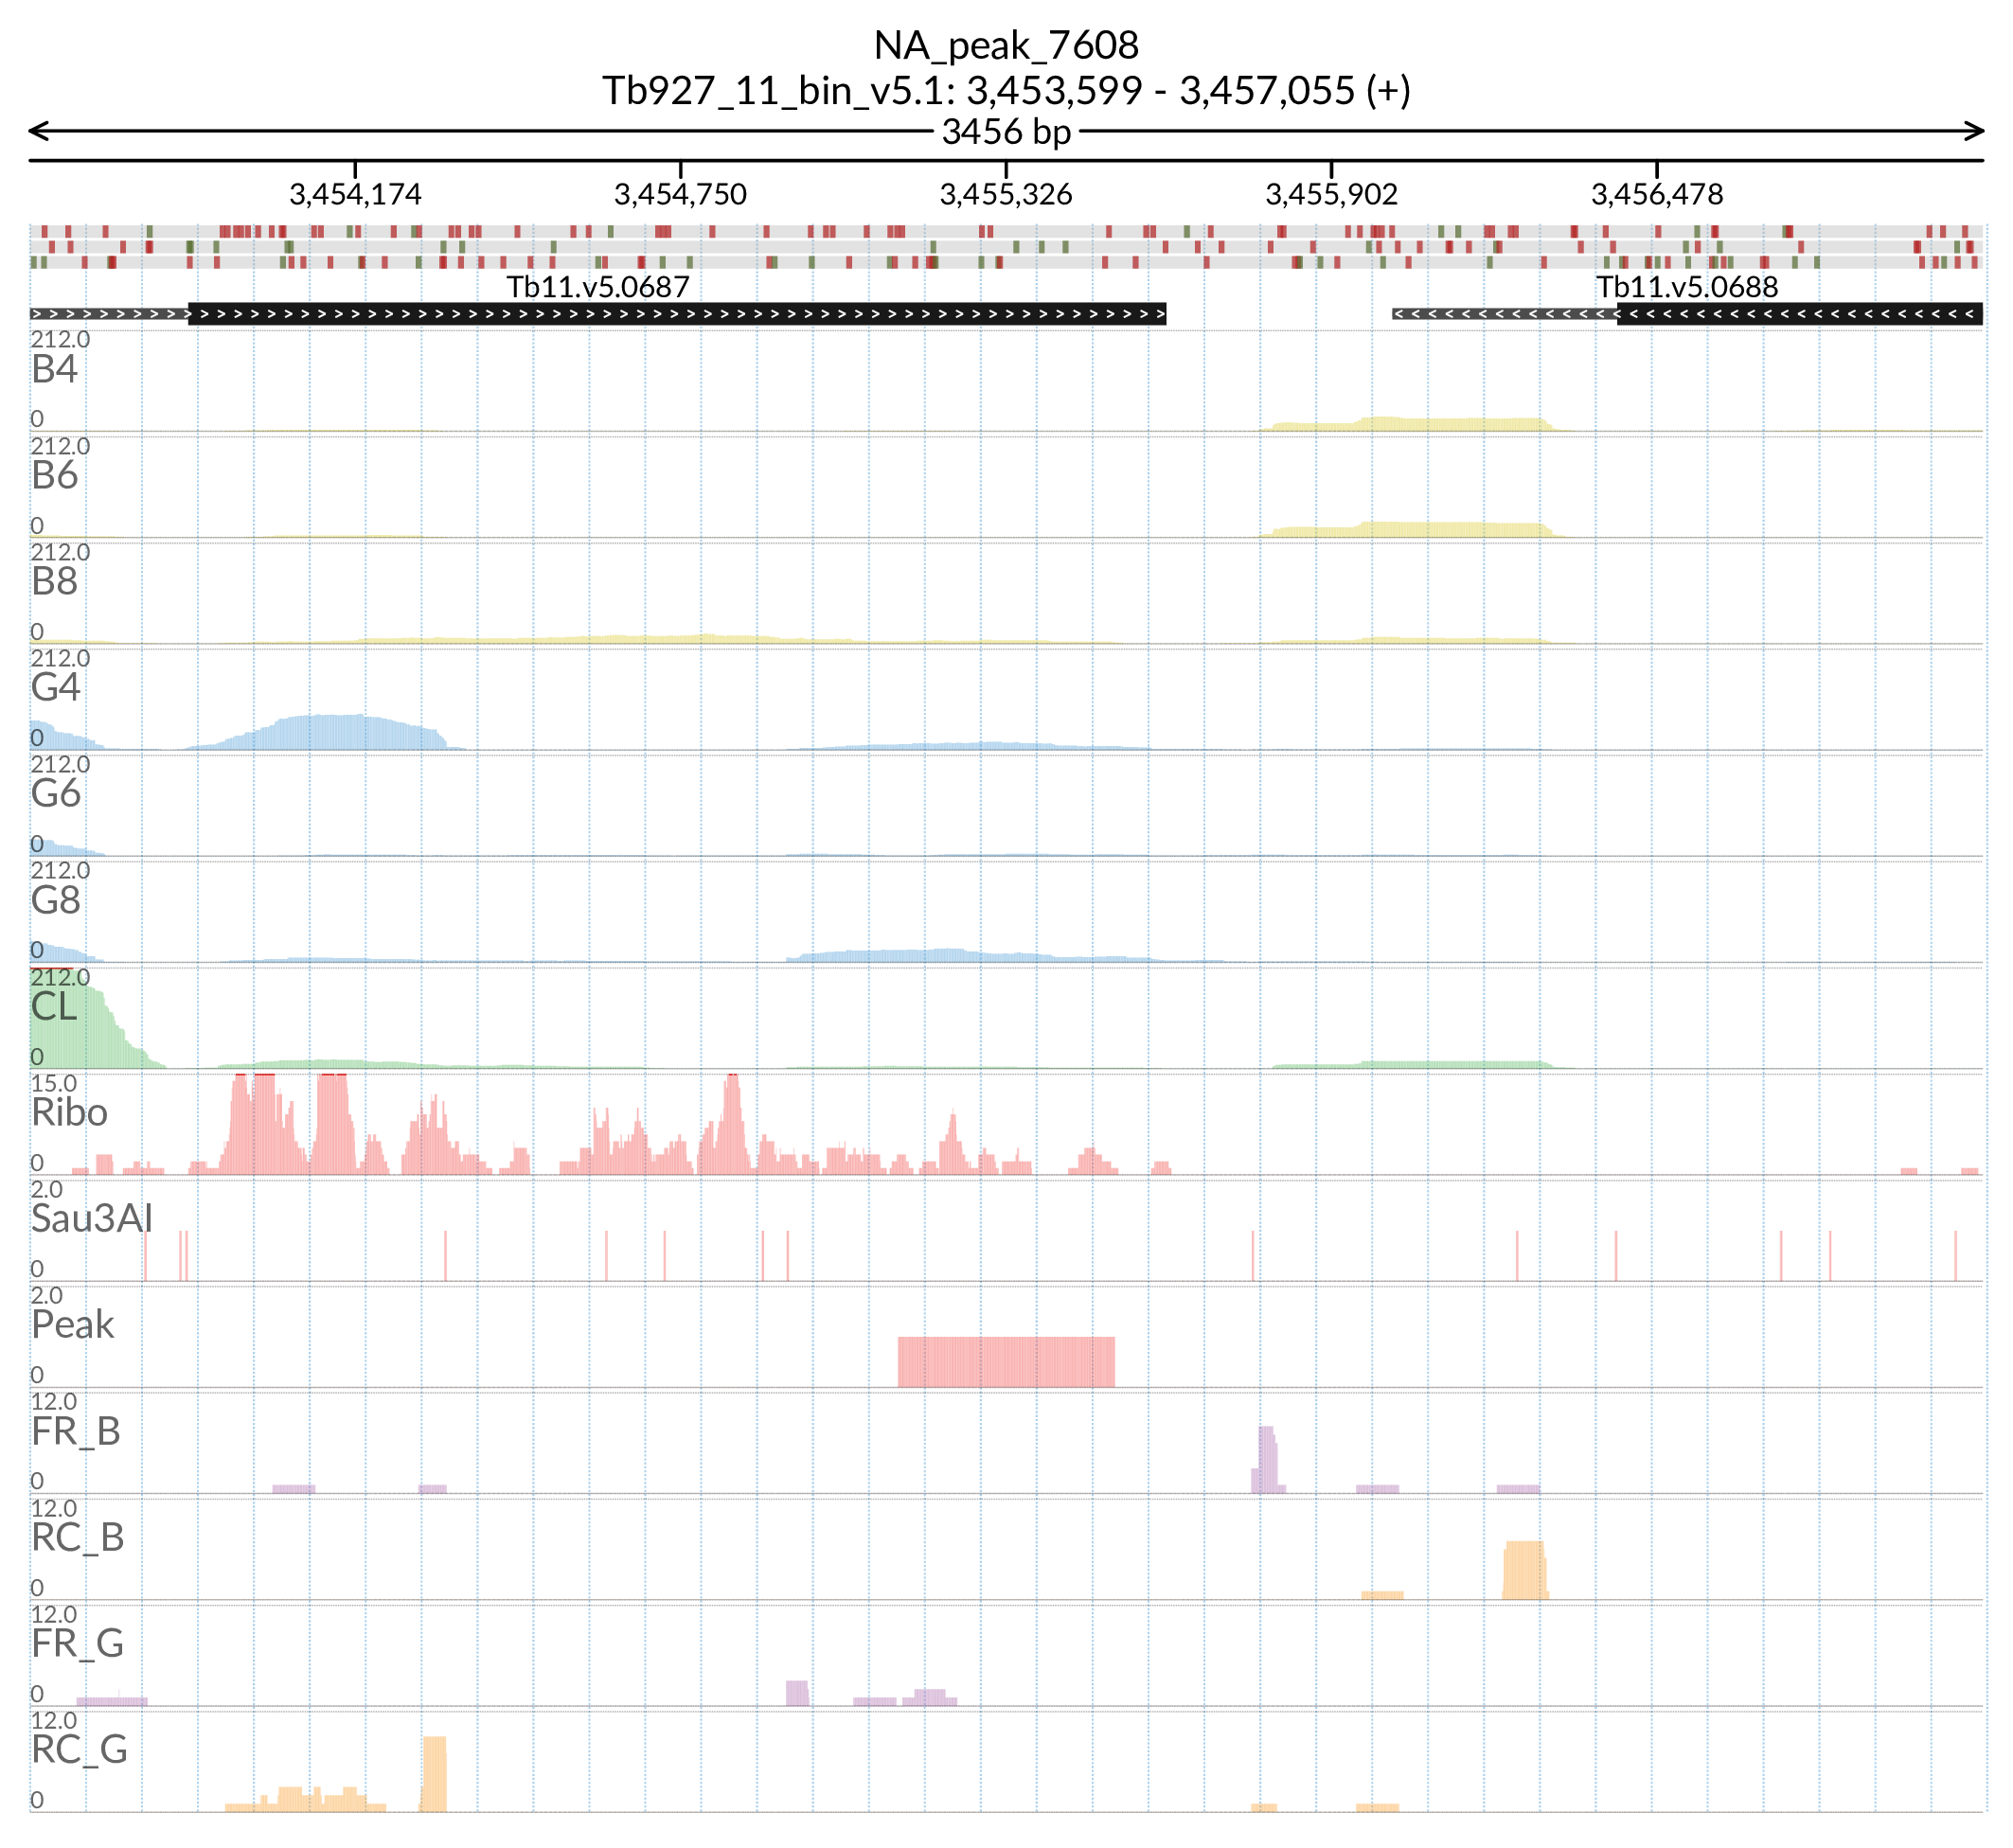 NA_peak_7608
Tb927_11_bin_v5.1: 3,453,599 - 3,457,055 (+)
3456 bp
3,454,174 3,454,750 3,455,326 3,455,902 3,456,478
Tb11.v5.0687 Tb11.v5.0688
212.0
B4
0
212.0
B6
0
212.0
B8
0
212.0
G4
0
212.0
G6
0
212.0
G8
0
212.0
CL
0
15.0
Ribo
0
2.0
Sau3AI
0
2.0
Peak
0
12.0
FR_B
0
12.0
RC_B
0
12.0
FR_G
0
12.0
RC_G
0